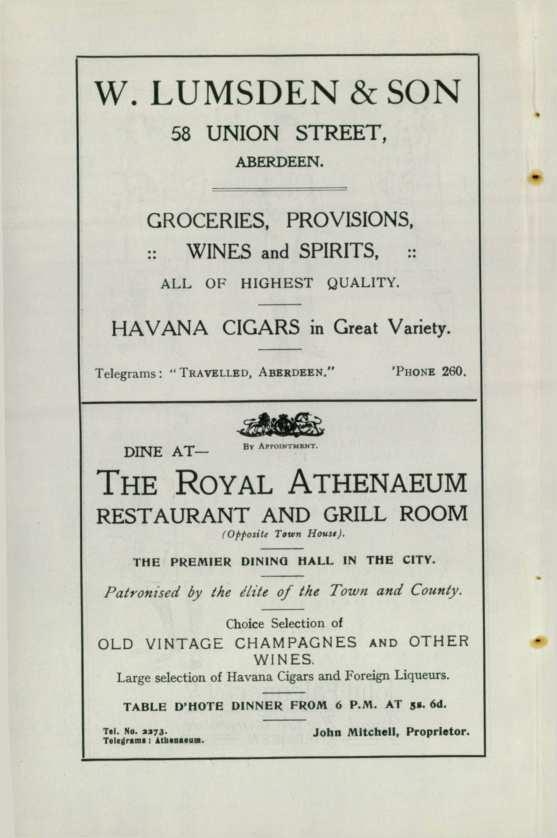 W. LUMSDEN & SON
58 UNION STREET,
ABERDEEN.
GROCERIES, PROVISIONS,
:: WINES and SPIRITS, ::
ALL OF HIGHEST QUALITY.
HAVANA CIGARS in Great Variety.
Telegrams: "TRAVELLED, ABERDEEN." 'PHONE 260.
BY APPOINTMENT.
DINE AT—
THE ROYAL ATHENAEUM
RESTAURANT AND GRILL ROOM
(Opposite Town House).
THE PREMIER DINING HALL IN THE CITY.
Patronised by the élite of the Town and County.
Choice Selection of
OLD VINTAGE CHAMPAGNES AND OTHER
WINES.
Large selection of Havana Cigars and Foreign Liqueurs.
TABLE D'HOTE DINNER FROM 6 P.M. AT 5s. 6d.
Tel. No. 2273.
Telegrams: Athenaeum.
John Mitchell, Proprietor.